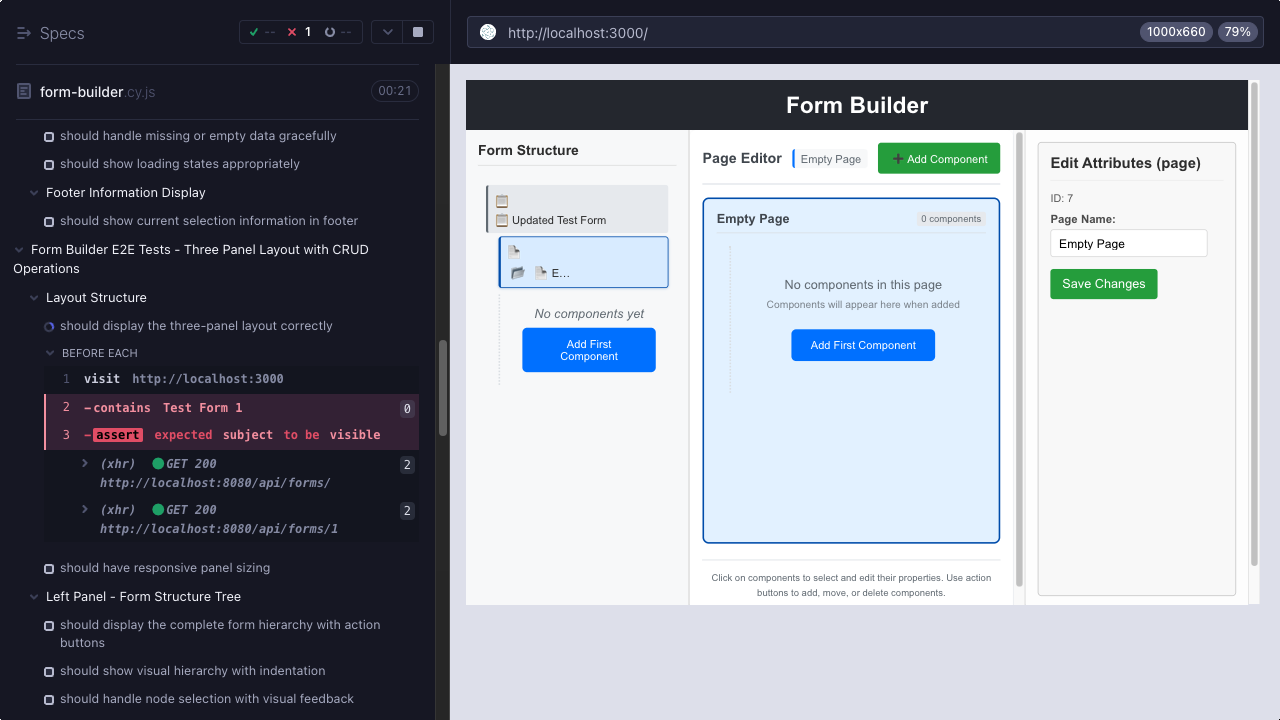 Specs
-- 1 --
form-builder.cy.js
00:21
should handle missing or empty data gracefully
should show loading states appropriately
Footer Information Display
should show current selection information in footer
Form Builder E2E Tests - Three Panel Layout with CRUD
Operations
Layout Structure
should display the three-panel layout correctly
BEFORE EACH
1 visit http://localhost:3000
2 -contains Test Form 1 0
3 -assert expected subject to be visible
(xhr) GET 200 2
http://localhost:8080/api/forms/
(xhr) GET 200 2
http://localhost:8080/api/forms/1
should have responsive panel sizing
Left Panel - Form Structure Tree
should display the complete form hierarchy with action
buttons
should show visual hierarchy with indentation
should handle node selection with visual feedback
http://localhost:3000/
1000x660 79%
Form Builder
Form Structure
Updated Test Form
E...
No components yet
Add First
Component
Page Editor
Empty Page
Add Component
Empty Page
0 components
No components in this page
Components will appear here when added
Add First Component
Click on components to select and edit their properties. Use action
buttons to add, move, or delete components.
Edit Attributes (page)
ID: 7
Page Name:
Empty Page
Save Changes